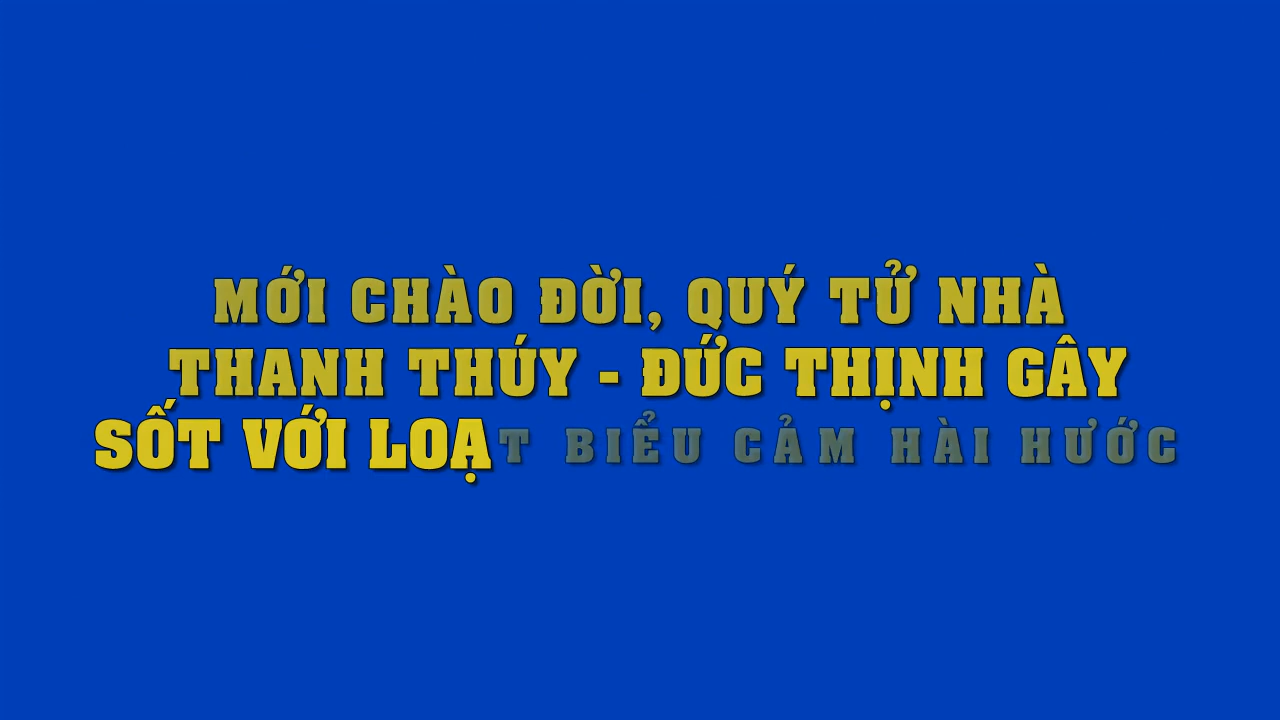 MỚI CHÀO ĐỜI, QUÝ TỬ NHÀ
THANH THÚY - ĐỨC THỊNH GÂY
SỐT VỚI LOẠT BIỂU CẢM HÀI HƯỚC